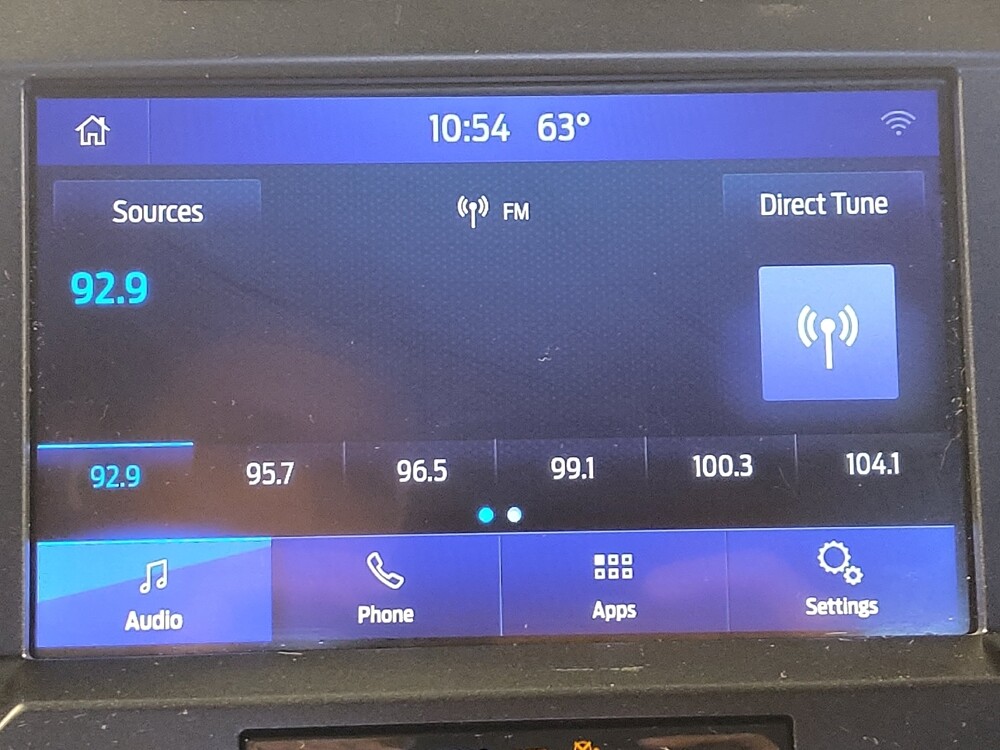 10:54 63°
Sources
FM
Direct Tune
92.9
92.9 95.7 96.5 99.1 100.3 104.1
Audio Phone Apps Settings